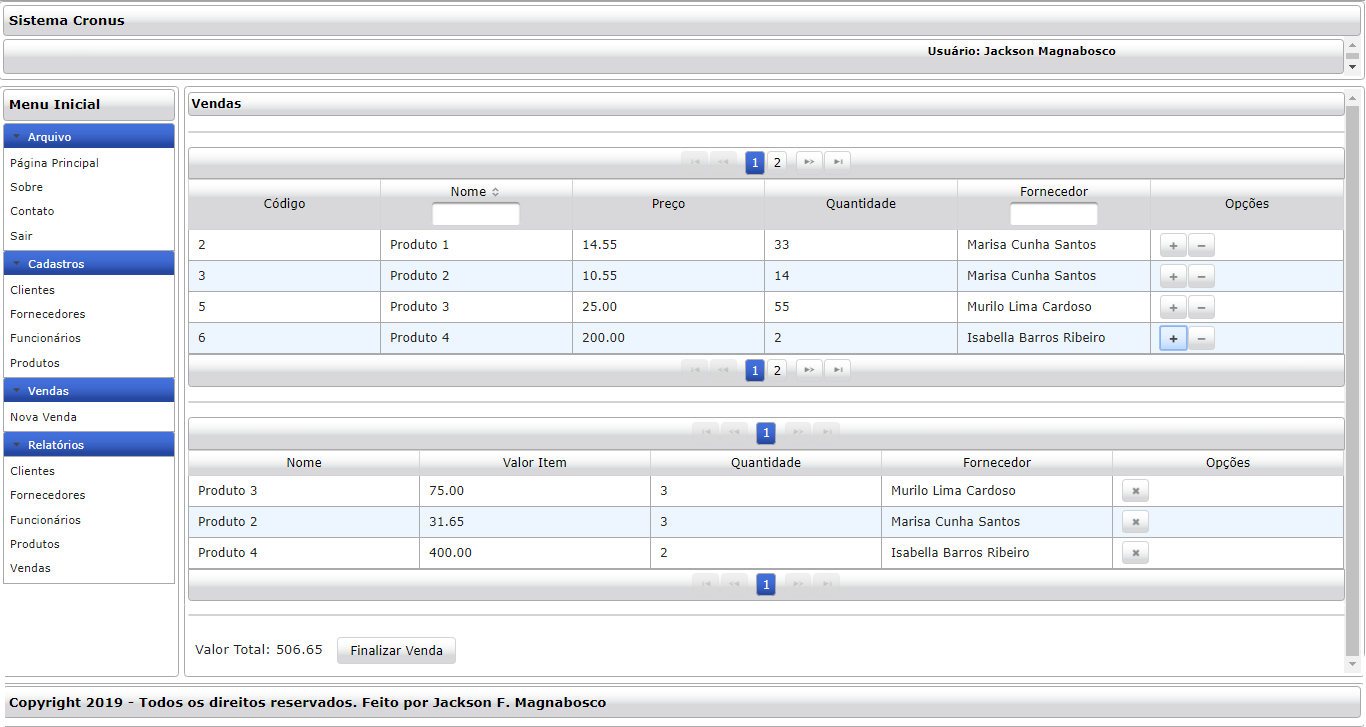 Sistema Cronus
Usuário: Jackson Magnabosco
Menu Inicial
Arquivo
Página Principal
Sobre
Contato
Sair
Cadastros
Clientes
Fornecedores
Funcionários
Produtos
Vendas
Nova Venda
Relatórios
Clientes
Fornecedores
Funcionários
Produtos
Vendas
Vendas
1 2
Código Nome Preço Quantidade Fornecedor Opções
2 Produto 1 14.55 33 Marisa Cunha Santos + −
3 Produto 2 10.55 14 Marisa Cunha Santos + −
5 Produto 3 25.00 55 Murilo Lima Cardoso + −
6 Produto 4 200.00 2 Isabella Barros Ribeiro + −
1 2
1
Nome Valor Item Quantidade Fornecedor Opções
Produto 3 75.00 3 Murilo Lima Cardoso
Produto 2 31.65 3 Marisa Cunha Santos
Produto 4 400.00 2 Isabella Barros Ribeiro
1
Valor Total: 506.65 Finalizar Venda
Copyright 2019 - Todos os direitos reservados. Feito por Jackson F. Magnabosco